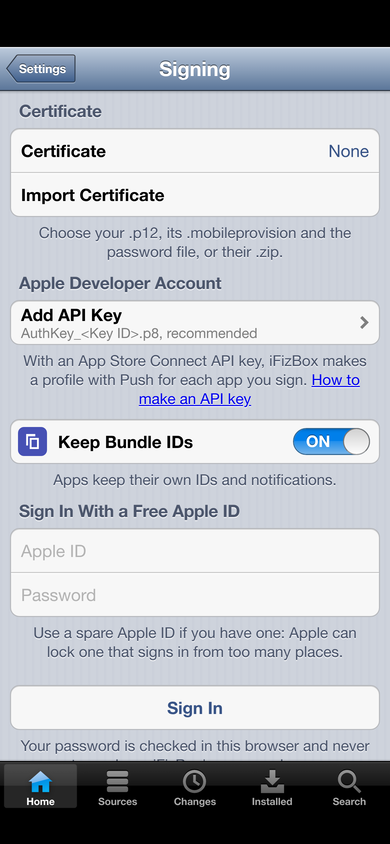 Settings
Signing
Certificate
Certificate
None
Import Certificate
Choose your .p12, its .mobileprovision and the
password file, or their .zip.
Apple Developer Account
Add API Key
AuthKey_<Key ID>.p8, recommended
With an App Store Connect API key, iFizBox makes
a profile with Push for each app you sign. How to
make an API key
Keep Bundle IDs
ON
Apps keep their own IDs and notifications.
Sign In With a Free Apple ID
Apple ID
Password
Use a spare Apple ID if you have one: Apple can
lock one that signs in from too many places.
Sign In
Your password is checked in this browser and never
Home
Sources
Changes
Installed
Search